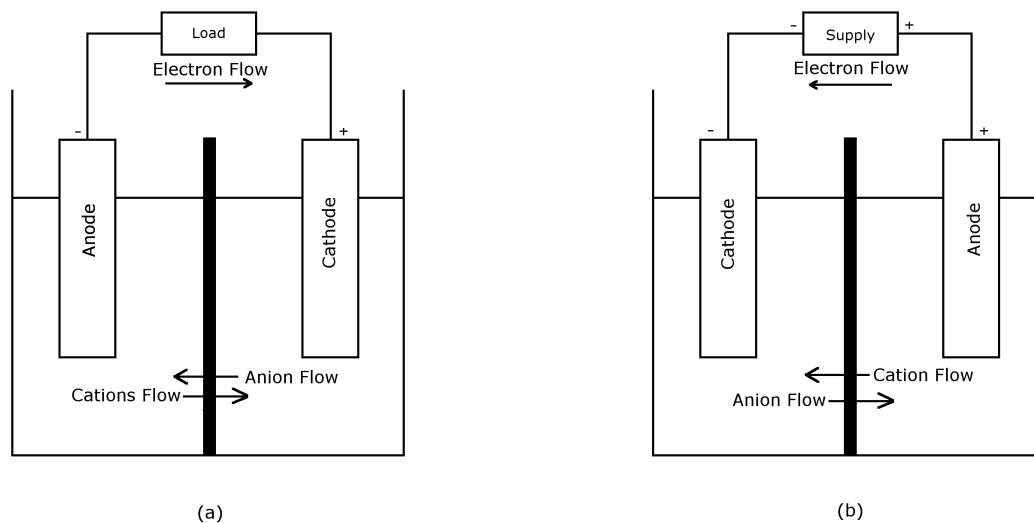 Load
Electron Flow
-
+
Anode
Cathode
Anion Flow
Cations Flow
(a)
-
+
Supply
Electron Flow
-
+
Cathode
Anode
Cation Flow
Anion Flow
(b)